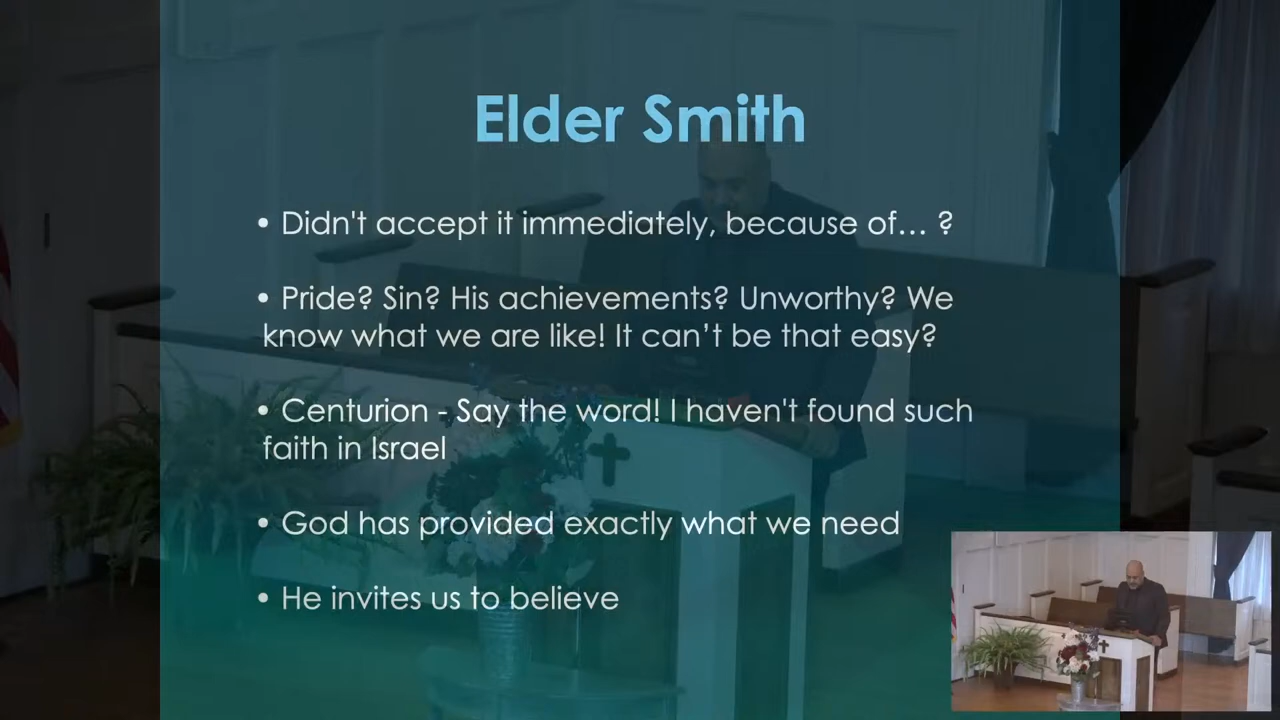 Elder Smith
• Didn't accept it immediately, because of... ?
• Pride? Sin? His achievements? Unworthy? We
know what we are like! It can’t be that easy?
• Centurion - Say the word! I haven't found such
faith in Israel
• God has provided exactly what we need
• He invites us to believe